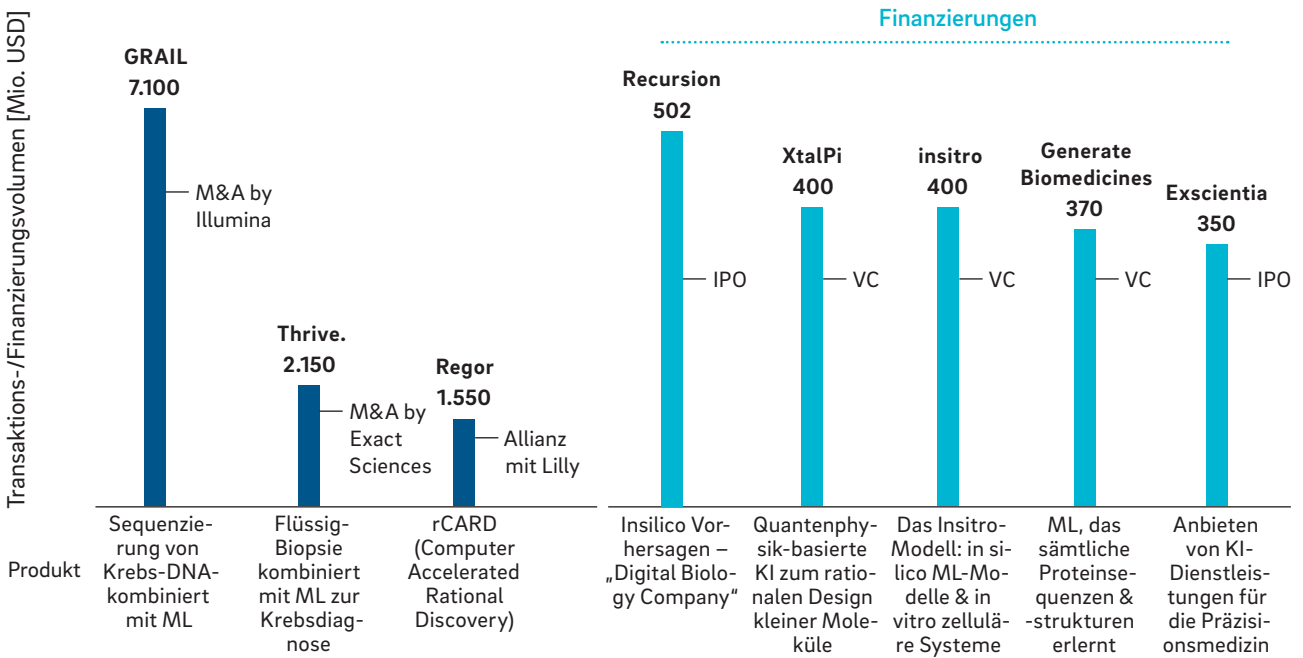 Transaktions-/Finanzierungsvolumen [Mio. USD]
GRAIL
7.100
M&A by
Illumina
Thrive.
2.150
M&A by
Exact
Sciences
Regor
1.550
Allianz
mit Lilly
Finanzierungen
Recursion
502
IPO
XtalPi
400
VC
insitro
400
VC
Generate
Biomedicines
370
VC
Exscientia
350
IPO
Produkt
Sequenzie-
rung von
Krebs-DNA-
kombiniert
mit ML
Flüssig-
Biopsie
kombiniert
mit ML zur
Krebsdiag-
nose
rCARD
(Computer
Accelerated
Rational
Discovery)
Insilico Vor-
hersagen –
„Digital Biolo-
gy Company“
Quantenphy-
sik-basierte
KI zum ratio-
nalen Design
kleiner Mole-
küle
Das Insitro-
Modell: in si-
lico ML-Mo-
delle & in
vitro zellulä-
re Systeme
ML, das
sämtliche
Proteinse-
quenzen &
-strukturen
erlernt
Anbieten
von KI-
Dienstleis-
tungen für
die Präzisi-
onsmedizin